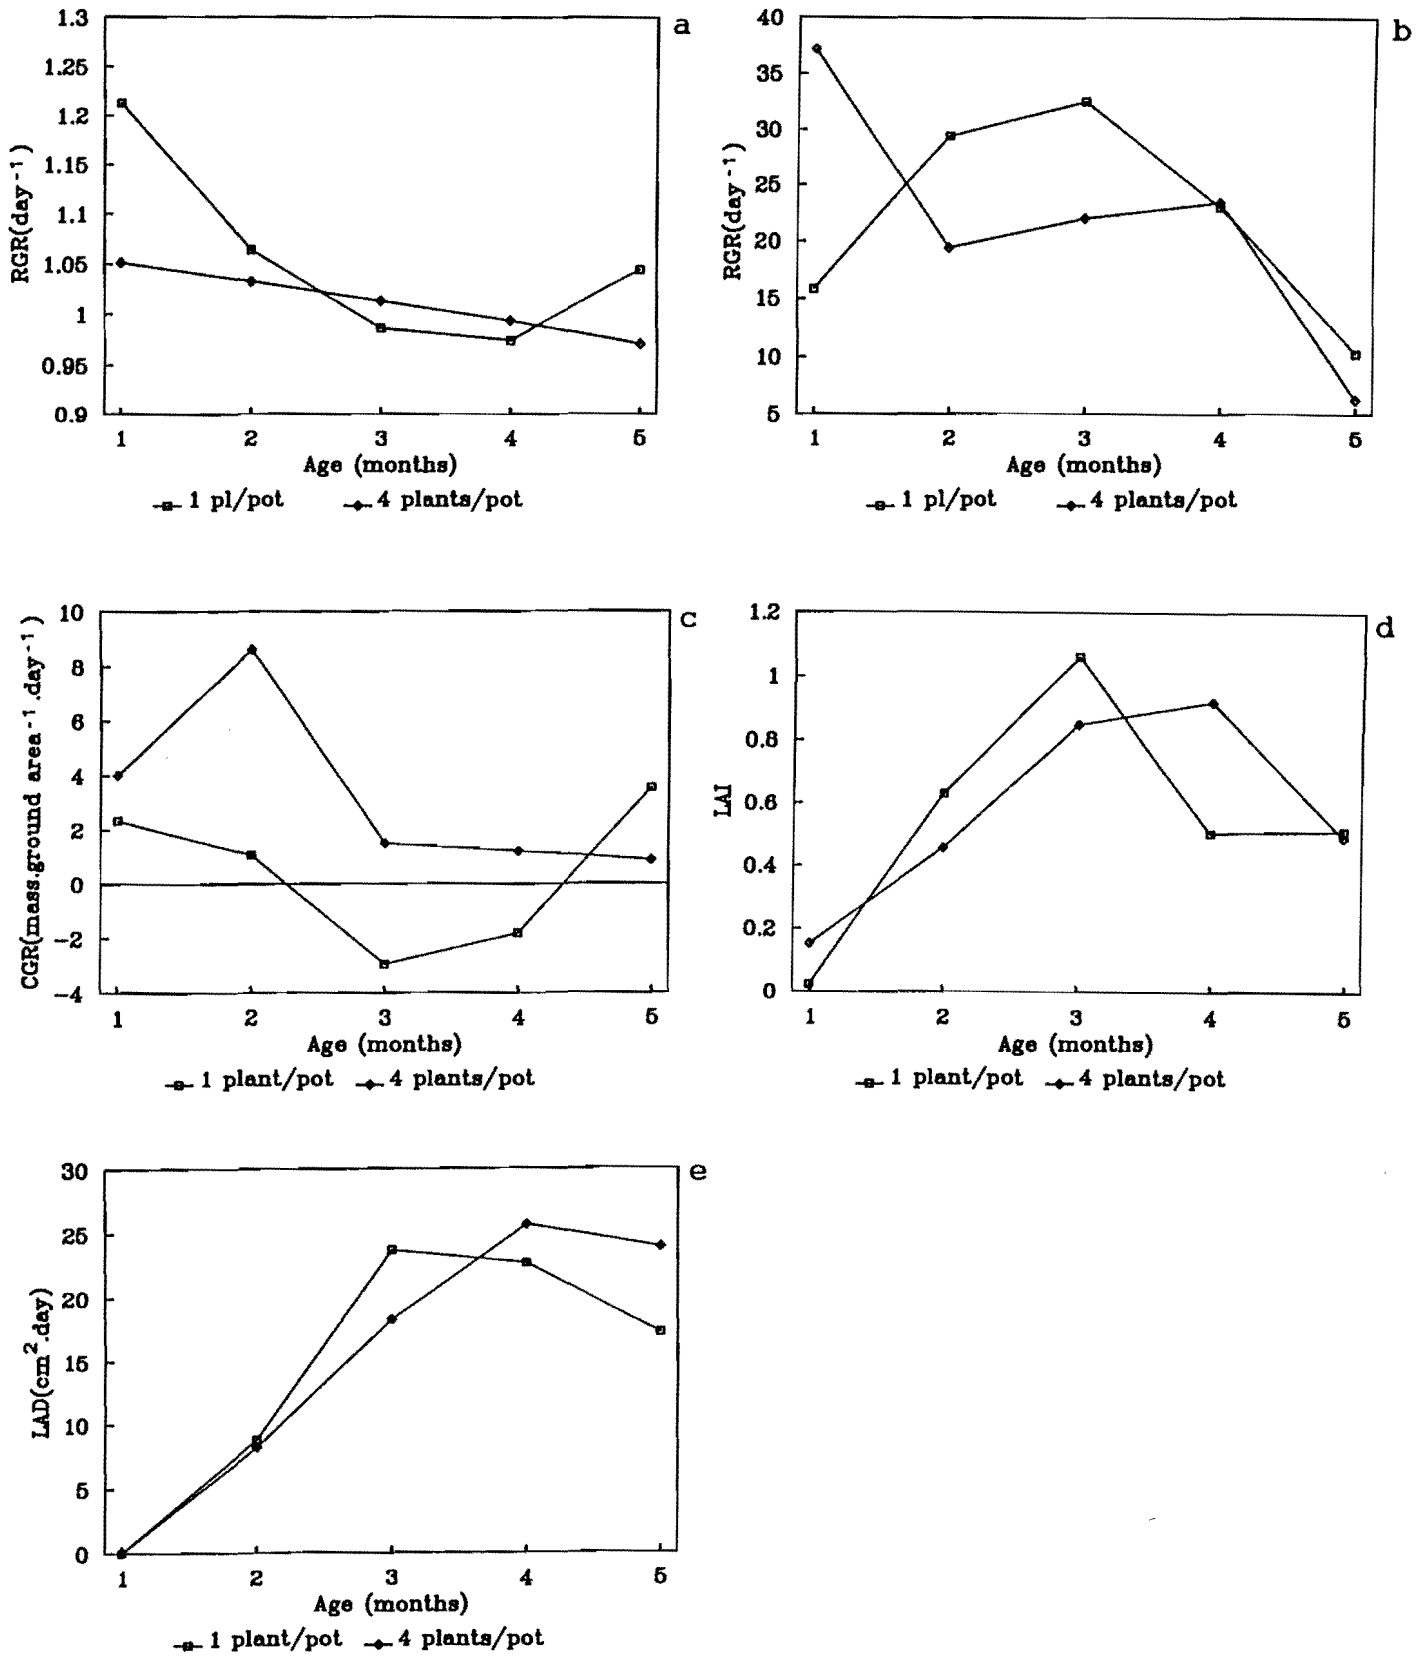 a
1.3
1.25
1.2
1.15
1.1
1.05
1
0.95
0.9
RGR(day⁻¹)
1 2 3 4 5
Age (months)
1 pl/pot 4 plants/pot
b
40
35
30
25
20
15
10
5
RGR(day⁻¹)
1 2 3 4 5
Age (months)
1 pl/pot 4 plants/pot
c
10
8
6
4
2
0
−2
−4
CGR(mass.ground area⁻¹.day⁻¹)
1 2 3 4 5
Age (months)
1 plant/pot 4 plants/pot
d
1.2
1
0.8
0.6
0.4
0.2
0
LAI
1 2 3 4 5
Age (months)
1 plant/pot 4 plants/pot
e
30
25
20
15
10
5
0
LAD(cm².day)
1 2 3 4 5
Age (months)
1 plant/pot 4 plants/pot